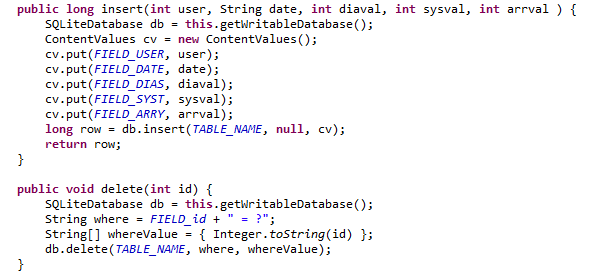 public long insert(int user, String date, int diaval, int sysval, int arrval ) {
    SQLiteDatabase db = this.getWritableDatabase();
    ContentValues cv = new ContentValues();
    cv.put(FIELD_USER, user);
    cv.put(FIELD_DATE, date);
    cv.put(FIELD_DIAS, diaval);
    cv.put(FIELD_SYST, sysval);
    cv.put(FIELD_ARRY, arrval);
    long row = db.insert(TABLE_NAME, null, cv);
    return row;
}

public void delete(int id) {
    SQLiteDatabase db = this.getWritableDatabase();
    String where = FIELD_id + " = ?";
    String[] whereValue = { Integer.toString(id) };
    db.delete(TABLE_NAME, where, whereValue);
}